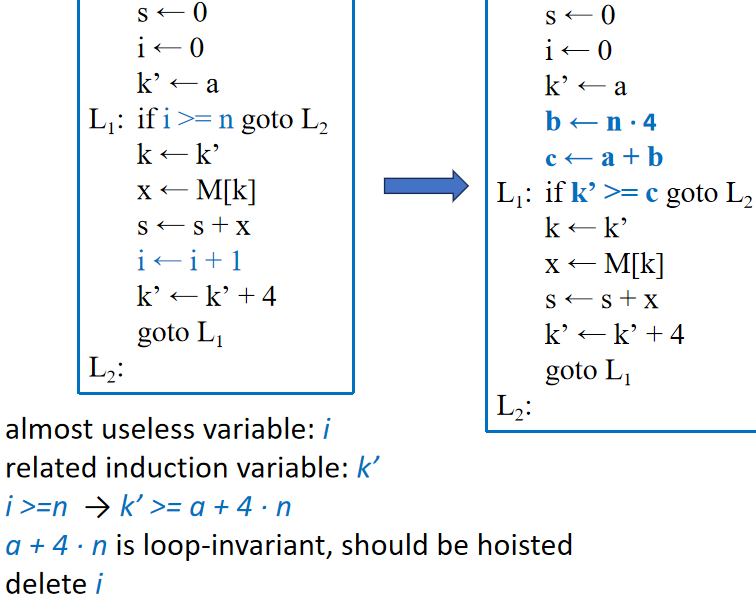 s ← 0
i ← 0
k’ ← a
L₁: if i >= n goto L₂
k ← k’
x ← M[k]
s ← s + x
i ← i + 1
k’ ← k’ + 4
goto L₁
L₂:
s ← 0
i ← 0
k’ ← a
b ← n · 4
c ← a + b
L₁: if k’ >= c goto L₂
k ← k’
x ← M[k]
s ← s + x
k’ ← k’ + 4
goto L₁
L₂:
almost useless variable: i
related induction variable: k’
i >=n → k’ >= a + 4 · n
a + 4 · n is loop-invariant, should be hoisted
delete i